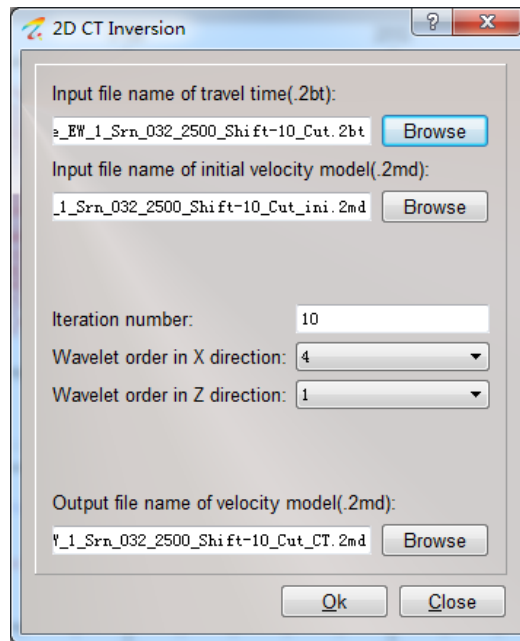 2D CT Inversion
Input file name of travel time(.2bt):
e_EW_1_Srn_032_2500_Shift-10_Cut.2bt Browse
Input file name of initial velocity model(.2md):
_1_Srn_032_2500_Shift-10_Cut_ini.2md Browse
Iteration number: 10
Wavelet order in X direction: 4
Wavelet order in Z direction: 1
Output file name of velocity model(.2md):
W_1_Srn_032_2500_Shift-10_Cut_CT.2md Browse
Ok Close